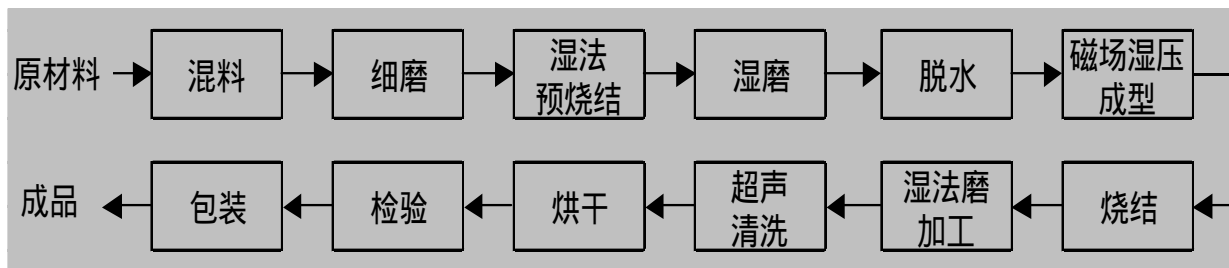 原材料
混料
细磨
湿法
预烧结
湿磨
脱水
磁场湿压
成型
烧结
湿法磨
加工
超声
清洗
烘干
检验
包装
成品